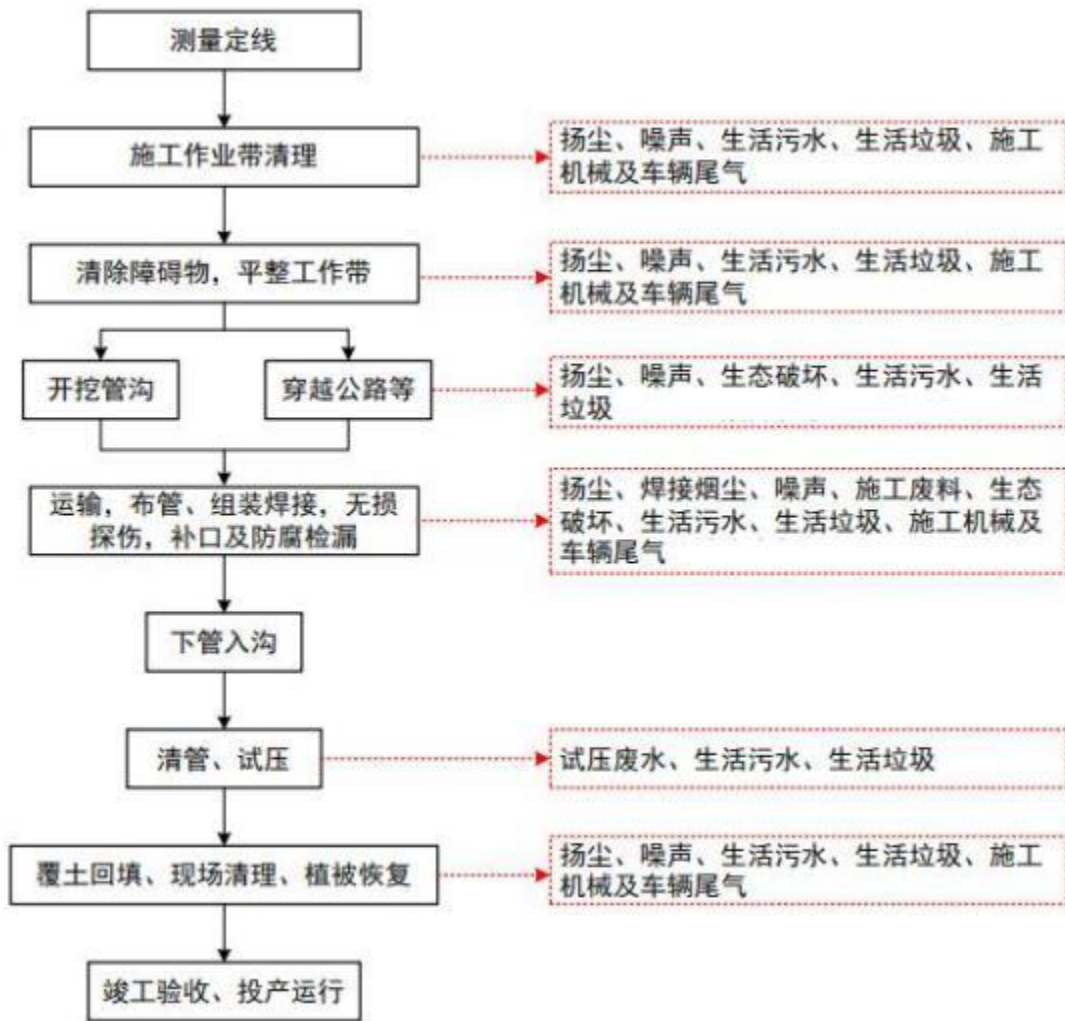 测量定线
施工作业带清理
扬尘、噪声、生活污水、生活垃圾、施工
机械及车辆尾气
清除障碍物，平整工作带
扬尘、噪声、生活污水、生活垃圾、施工
机械及车辆尾气
开挖管沟
穿越公路等
扬尘、噪声、生态破坏、生活污水、生活
垃圾
运输，布管、组装焊接，无损
探伤，补口及防腐检漏
扬尘、焊接烟尘、噪声、施工废料、生态
破坏、生活污水、生活垃圾、施工机械及
车辆尾气
下管入沟
清管、试压
试压废水、生活污水、生活垃圾
覆土回填、现场清理、植被恢复
扬尘、噪声、生活污水、生活垃圾、施工
机械及车辆尾气
竣工验收、投产运行